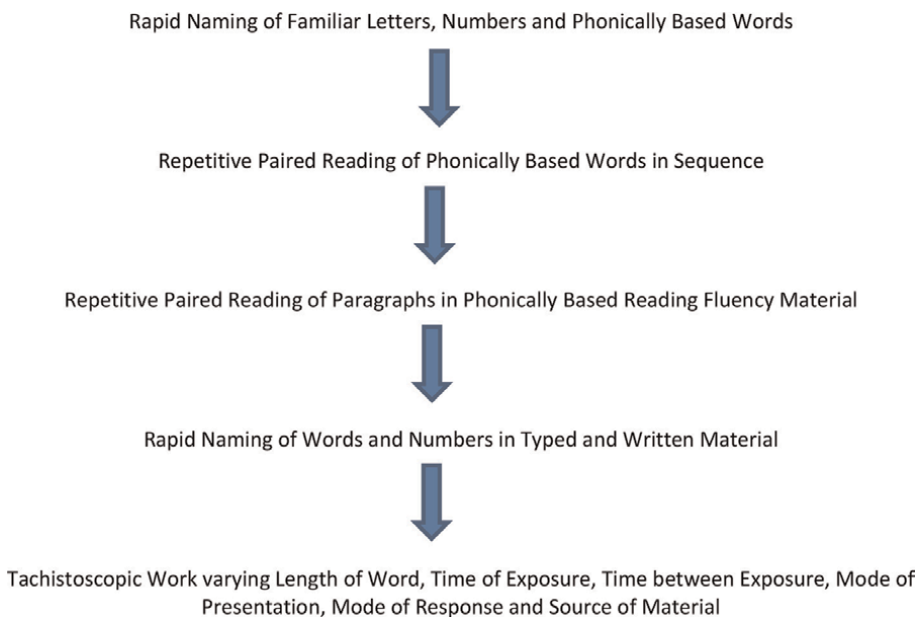 Rapid Naming of Familiar Letters, Numbers and Phonically Based Words
Repetitive Paired Reading of Phonically Based Words in Sequence
Repetitive Paired Reading of Paragraphs in Phonically Based Reading Fluency Material
Rapid Naming of Words and Numbers in Typed and Written Material
Tachistoscopic Work varying Length of Word, Time of Exposure, Time between Exposure, Mode of
Presentation, Mode of Response and Source of Material